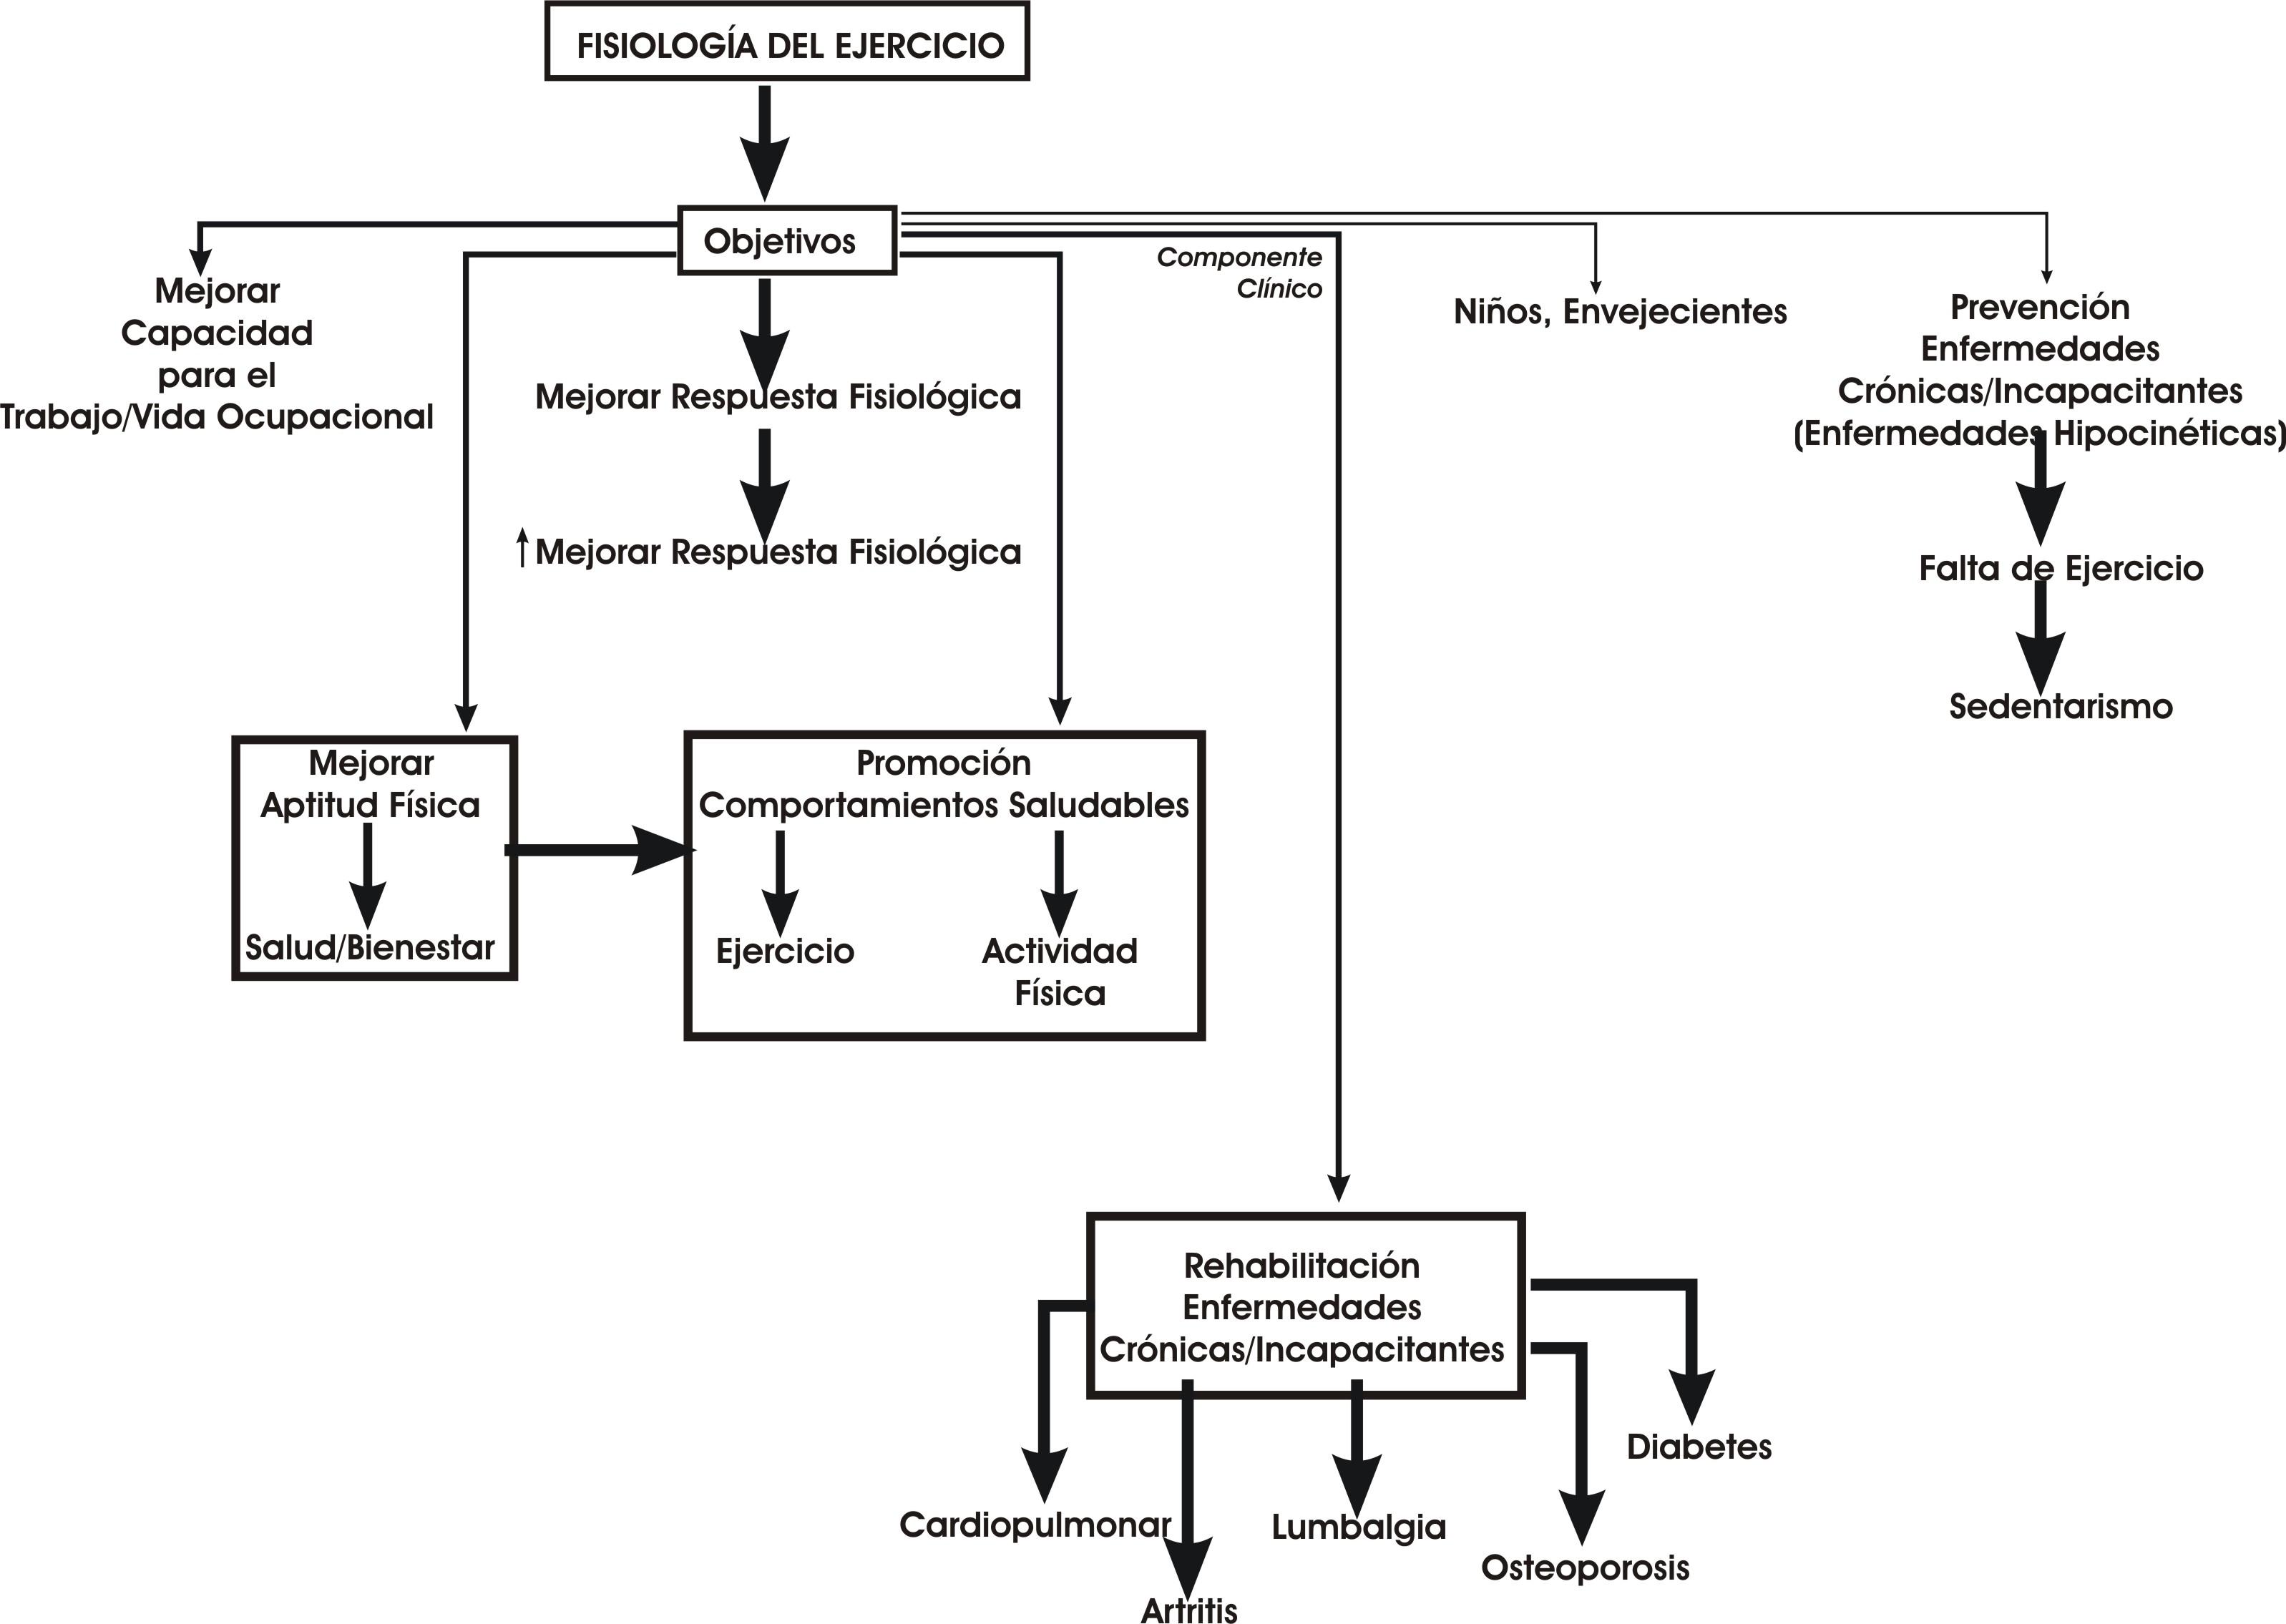 FISIOLOGÍA DEL EJERCICIO
Objetivos
Componente
Clínico
Mejorar
Capacidad
para el
Trabajo/Vida Ocupacional
Mejorar Respuesta Fisiológica
↑ Mejorar Respuesta Fisiológica
Niños, Envejecientes
Prevención
Enfermedades
Crónicas/Incapacitantes
(Enfermedades Hipocinéticas)
Falta de Ejercicio
Sedentarismo
Mejorar
Aptitud Física
Salud/Bienestar
Promoción
Comportamientos Saludables
Ejercicio
Actividad
Física
Rehabilitación
Enfermedades
Crónicas/Incapacitantes
Cardiopulmonar
Artritis
Lumbalgia
Osteoporosis
Diabetes